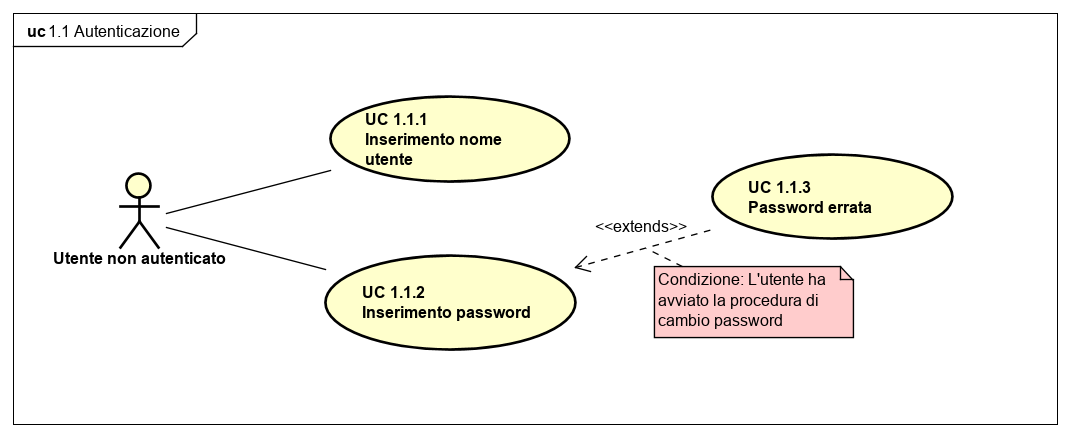 uc 1.1 Autenticazione
UC 1.1.1
Inserimento nome
utente
UC 1.1.3
Password errata
<<extends>>
Utente non autenticato
Condizione: L'utente ha
avviato la procedura di
cambio password
UC 1.1.2
Inserimento password